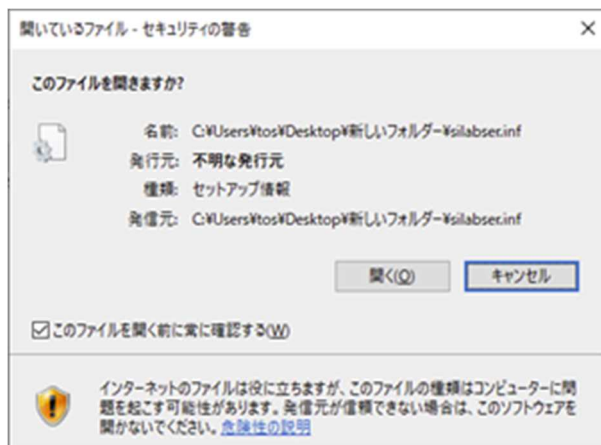 開いているファイル - セキュリティの警告
このファイルを開きますか?
名前: C:¥Users¥tos¥Desktop¥新しいフォルダー¥silabser.inf
発行元: 不明な発行元
種類: セットアップ情報
発信元: C:¥Users¥tos¥Desktop¥新しいフォルダー¥silabser.inf
開く(O) キャンセル
このファイルを開く前に常に確認する(W)
インターネットのファイルは役に立ちますが、このファイルの種類はコンピューターに問
題を起こす可能性があります。発信元が信頼できない場合は、このソフトウェアを
開かないでください。危険性の説明